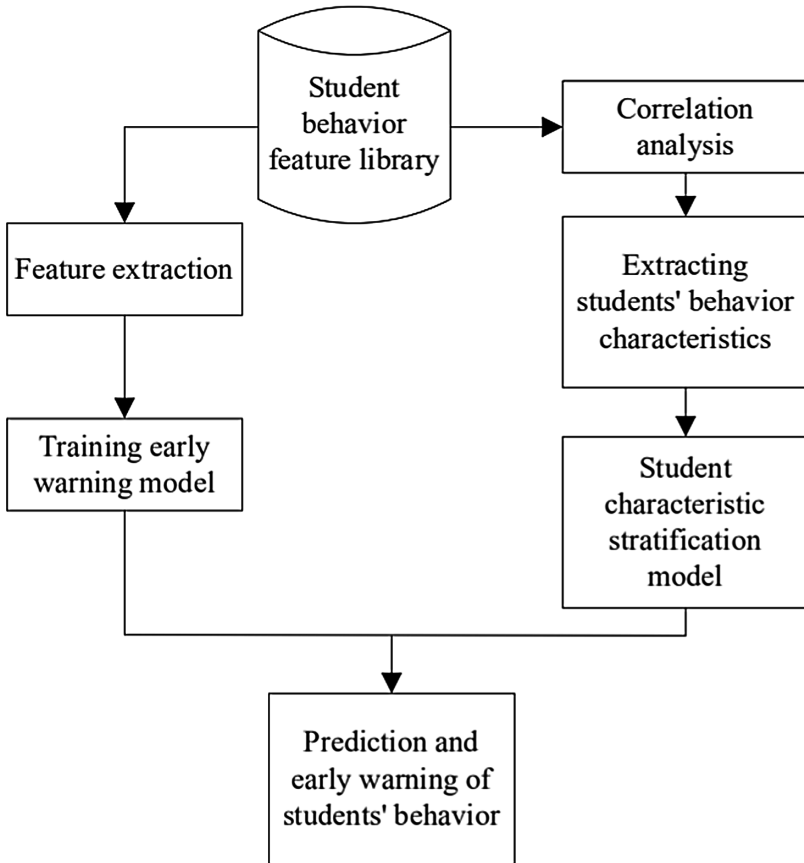 Student
behavior
feature library
Correlation
analysis
Feature extraction
Extracting
students' behavior
characteristics
Training early
warning model
Student
characteristic
stratification
model
Prediction and
early warning of
students' behavior